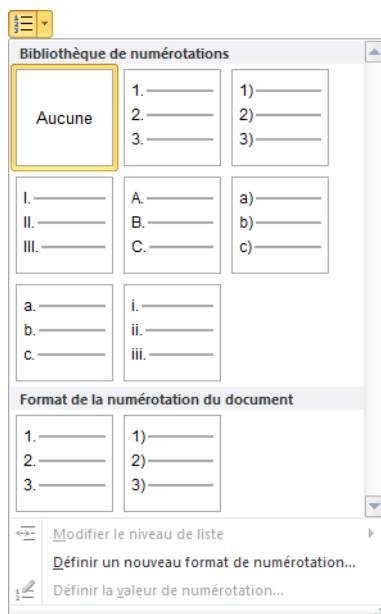 Bibliothèque de numérotations
Aucune
1.
2.
3.
1)
2)
3)
I.
II.
III.
A.
B.
C.
a)
b)
c)
a.
b.
c.
i.
ii.
iii.
Format de la numérotation du document
1.
2.
3.
1)
2)
3)
Modifier le niveau de liste
Définir un nouveau format de numérotation...
Définir la valeur de numérotation...